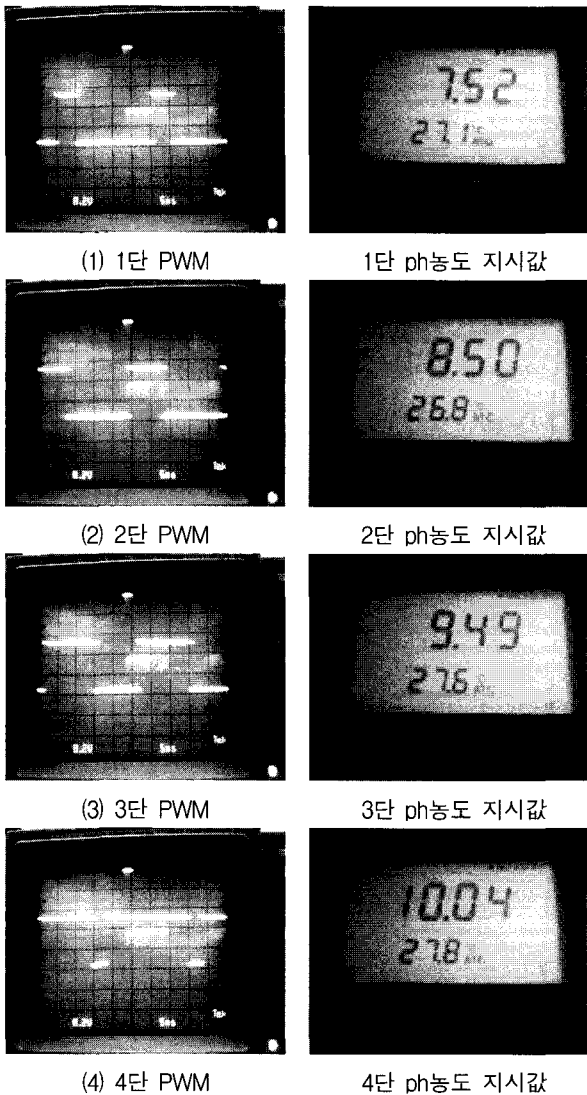 7.52
27.1
(1) 1단 PWM
1단 ph농도 지시값
8.50
26.8
(2) 2단 PWM
2단 ph농도 지시값
9.49
27.6
(3) 3단 PWM
3단 ph농도 지시값
10.04
27.8
(4) 4단 PWM
4단 ph농도 지시값